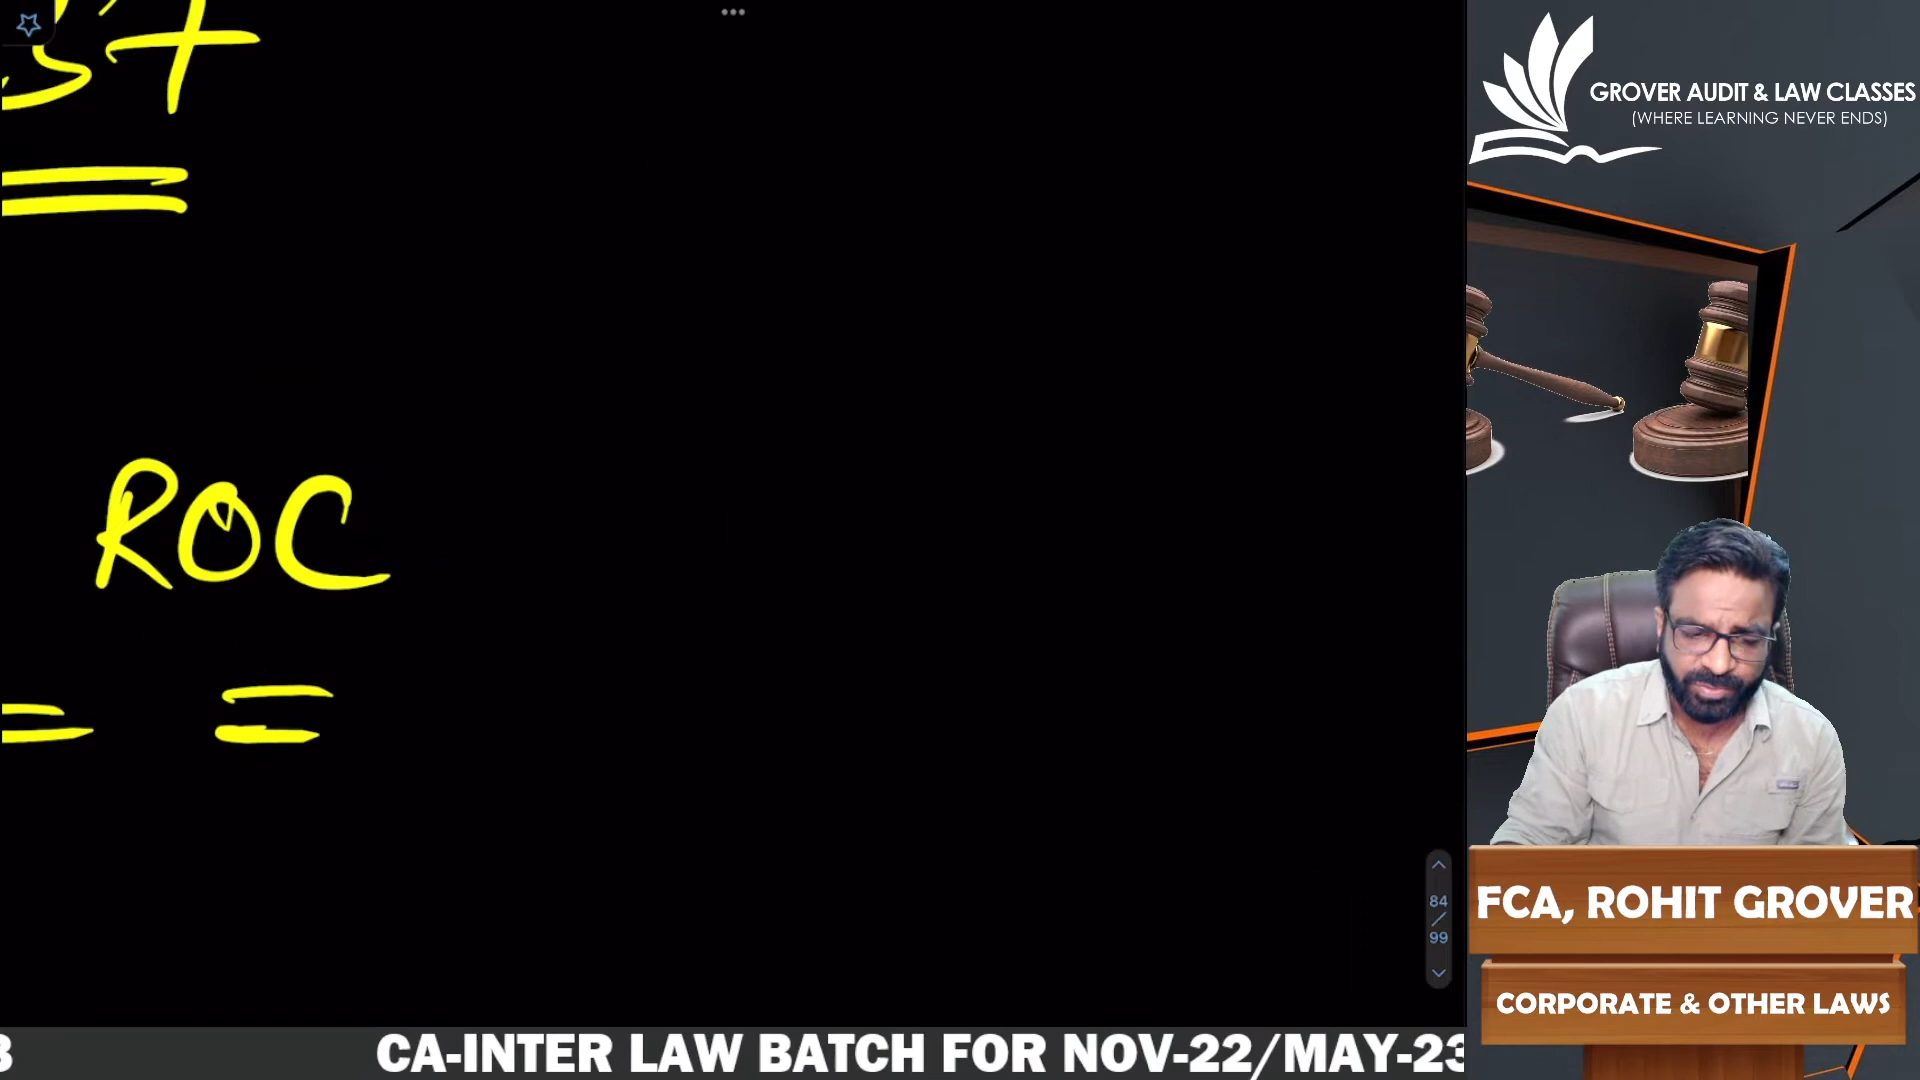 ROC
GROVER AUDIT & LAW CLASSES
(WHERE LEARNING NEVER ENDS)
84
99
FCA, ROHIT GROVER
CORPORATE & OTHER LAWS
CA-INTER LAW BATCH FOR NOV-22/MAY-23